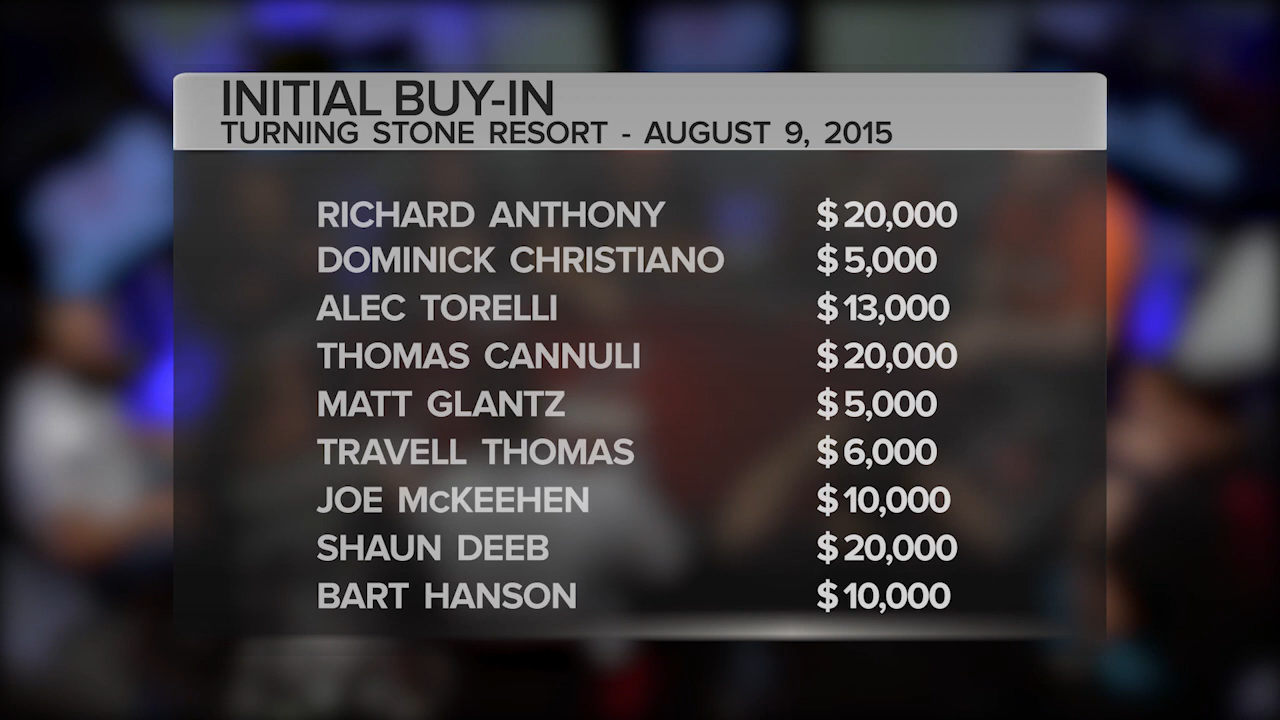 INITIAL BUY-IN
TURNING STONE RESORT - AUGUST 9, 2015
RICHARD ANTHONY $20,000
DOMINICK CHRISTIANO $5,000
ALEC TORELLI $13,000
THOMAS CANNULI $20,000
MATT GLANTZ $5,000
TRAVELL THOMAS $6,000
JOE McKEEHEN $10,000
SHAUN DEEB $20,000
BART HANSON $10,000